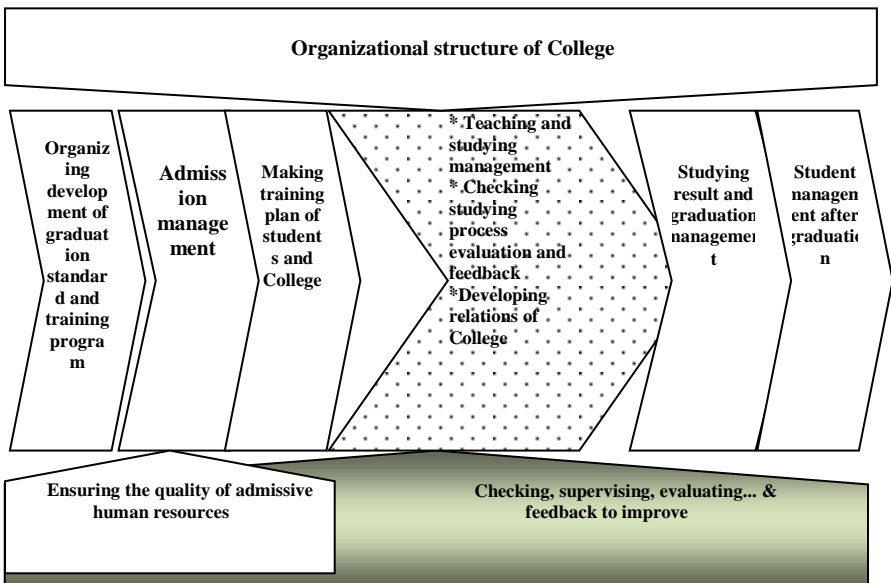 Organizational structure of College
Organiz
ing
develop
ment of
graduat
ion
standar
d and
training
progra
m
Admiss
ion
manage
ment
Making
training
plan of
student
s and
College
* Teaching and
studying
management
* Checking
studying
process
evaluation and
feedback
*Developing
relations of
College
Studying
result and
graduation
managemen
t
Student
managem
ent after
graduatio
n
Ensuring the quality of admissive
human resources
Checking, supervising, evaluating... &
feedback to improve